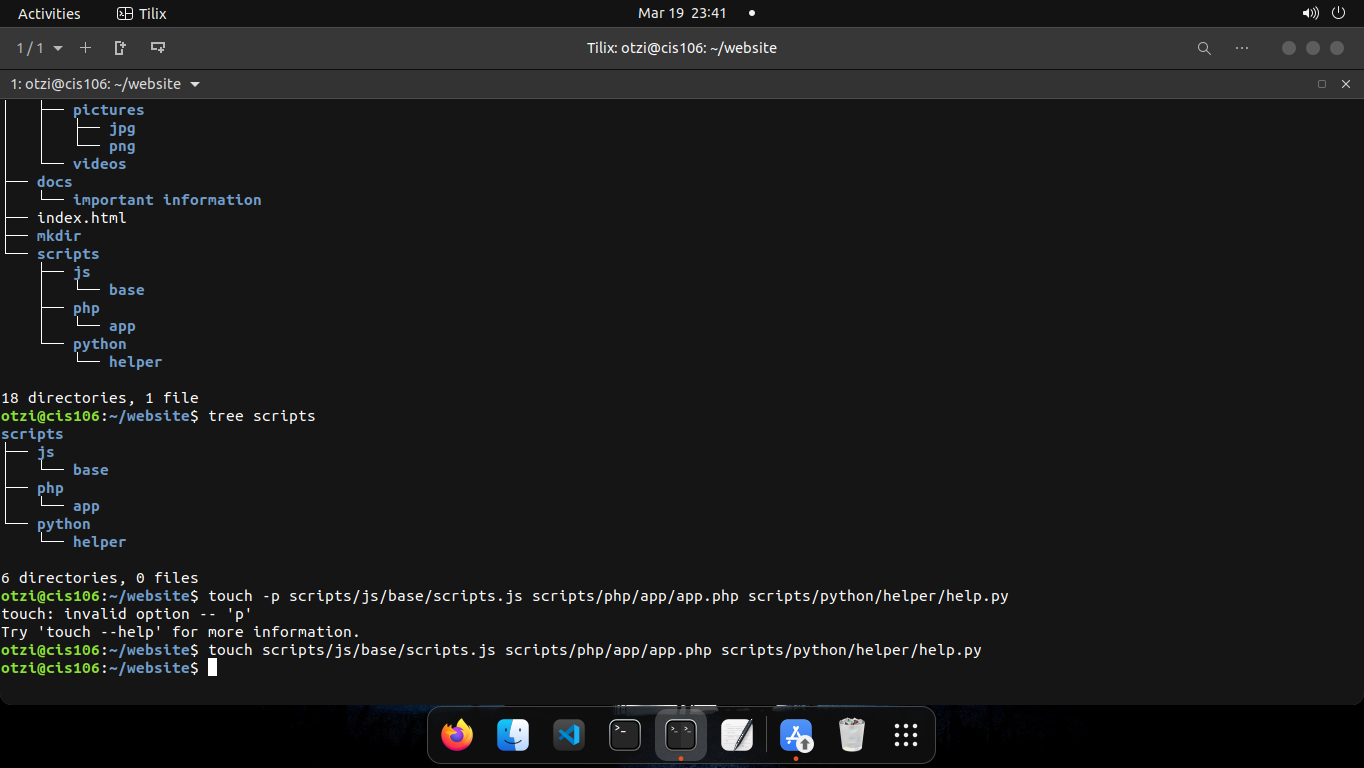 Activities Tilix Mar 19 23:41
1 / 1 Tilix: otzi@cis106: ~/website
1: otzi@cis106: ~/website
├── pictures
│   ├── jpg
│   └── png
└── videos
├── docs
│   └── important information
├── index.html
├── mkdir
└── scripts
    ├── js
    │   └── base
    ├── php
    │   └── app
    └── python
        └── helper
18 directories, 1 file
otzi@cis106:~/website$ tree scripts
scripts
├── js
│   └── base
├── php
│   └── app
└── python
    └── helper
6 directories, 0 files
otzi@cis106:~/website$ touch -p scripts/js/base/scripts.js scripts/php/app/app.php scripts/python/helper/help.py
touch: invalid option -- 'p'
Try 'touch --help' for more information.
otzi@cis106:~/website$ touch scripts/js/base/scripts.js scripts/php/app/app.php scripts/python/helper/help.py
otzi@cis106:~/website$